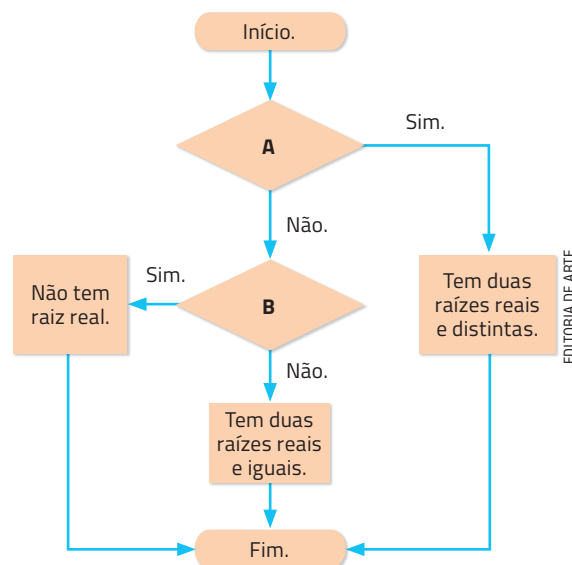 Início.
A
Sim.
Não.
B
Sim.
Não tem
raiz real.
Tem duas
raízes reais
e distintas.
Não.
Tem duas
raízes reais
e iguais.
Fim.
EDITORIA DE ARTE